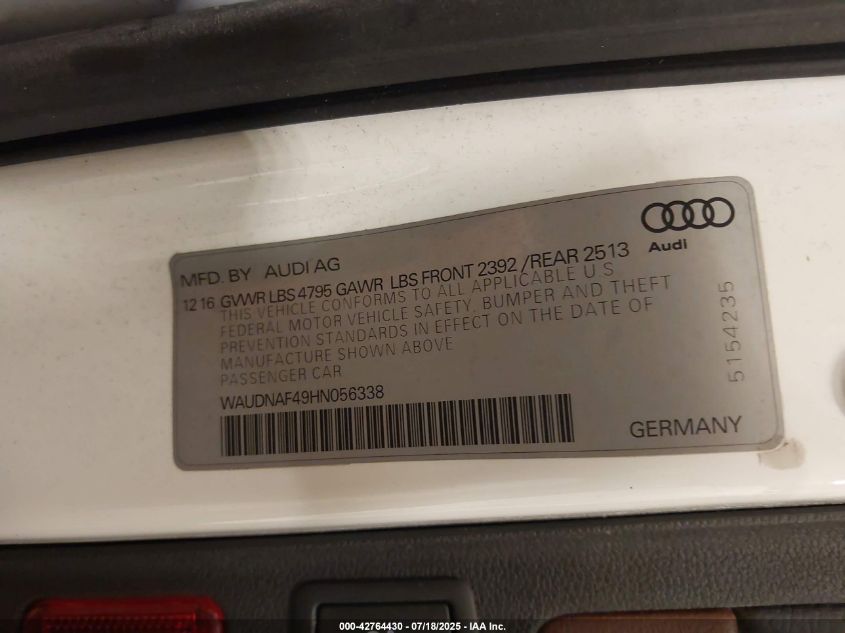 Audi
MFD. BY AUDI AG
12 16 GVWR LBS 4795 GAWR LBS FRONT 2392 /REAR 2513
THIS VEHICLE CONFORMS TO ALL APPLICABLE U S
FEDERAL MOTOR VEHICLE SAFETY, BUMPER AND THEFT
PREVENTION STANDARDS IN EFFECT ON THE DATE OF
MANUFACTURE SHOWN ABOVE
PASSENGER CAR
WAUDNAF49HN056338
GERMANY
5154235
000-42764430 - 07/18/2025 - IAA Inc.